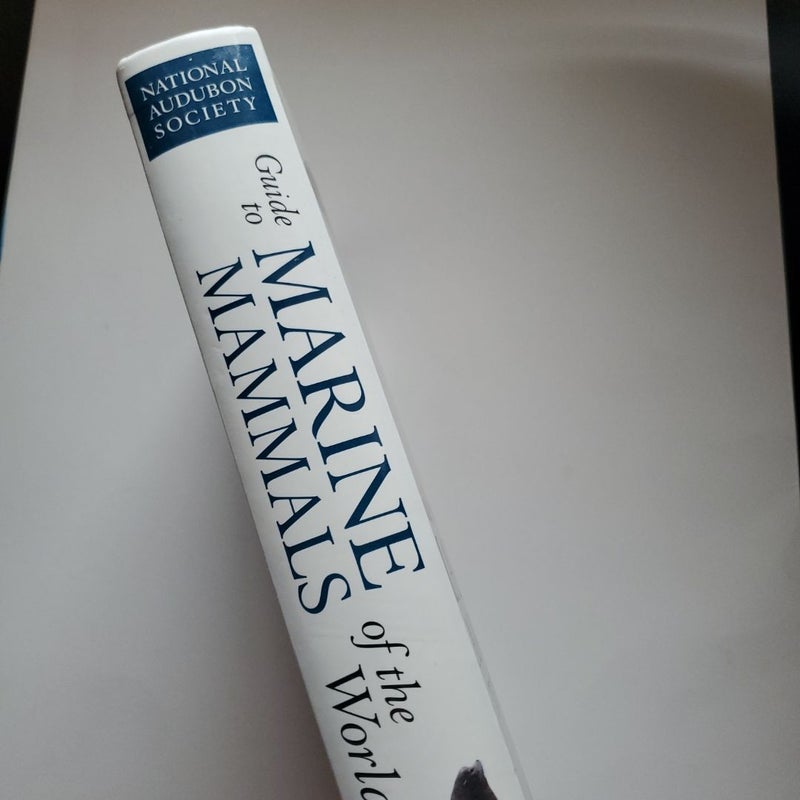 NATIONAL
AUDUBON
SOCIETY
Guide
to
MARINE
MAMMALS
of the
World